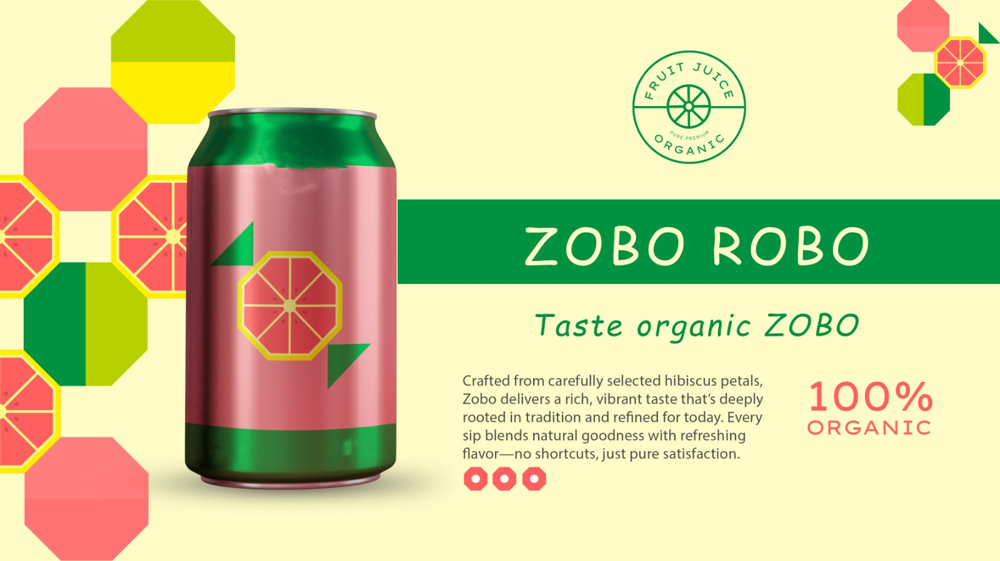 FRUIT JUICE
PURE PREMIUM
ORGANIC
ZOBO ROBO
Taste organic ZOBO
Crafted from carefully selected hibiscus petals,
Zobo delivers a rich, vibrant taste that’s deeply
rooted in tradition and refined for today. Every
sip blends natural goodness with refreshing
flavor—no shortcuts, just pure satisfaction.
100%
ORGANIC